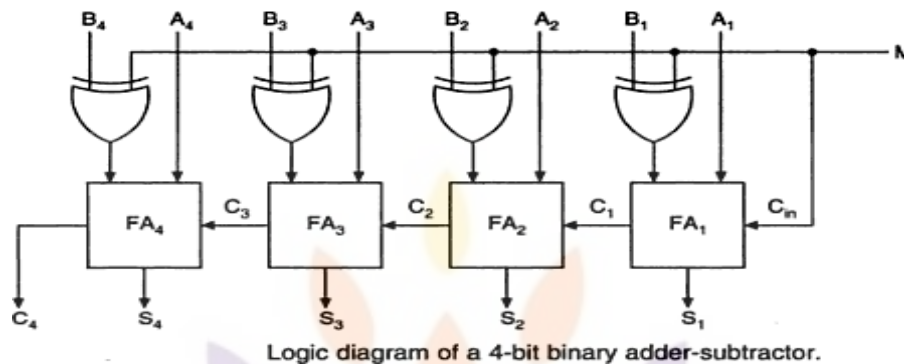 B₄ A₄ B₃ A₃ B₂ A₂ B₁ A₁
M
FA₄ C₃ FA₃ C₂ FA₂ C₁ FA₁ Cin
C₄ S₄ S₃ S₂ S₁
Logic diagram of a 4-bit binary adder-subtractor.